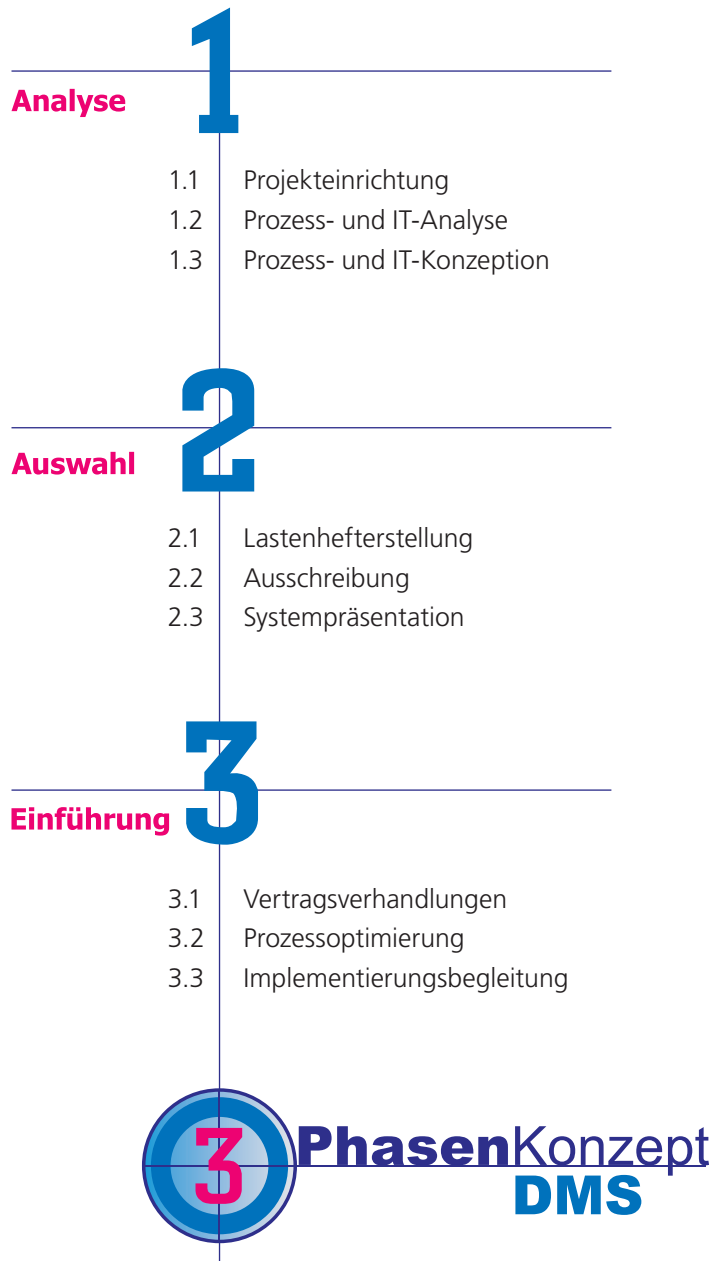 1
Analyse
1.1 Projekteinrichtung
1.2 Prozess- und IT-Analyse
1.3 Prozess- und IT-Konzeption
2
Auswahl
2.1 Lastenhefterstellung
2.2 Ausschreibung
2.3 Systempräsentation
3
Einführung
3.1 Vertragsverhandlungen
3.2 Prozessoptimierung
3.3 Implementierungsbegleitung
3 PhasenKonzept
DMS